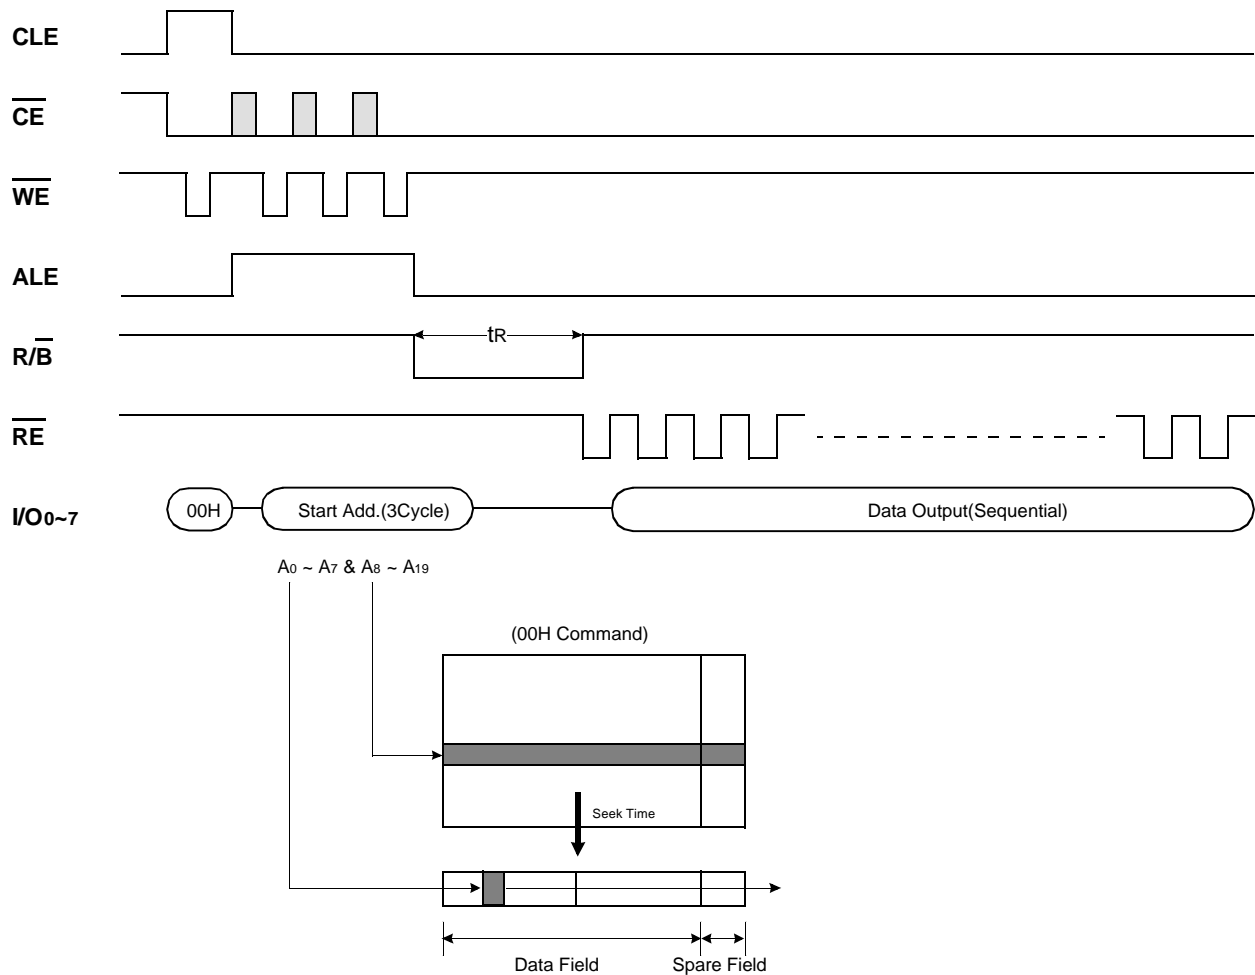 CLE
CE
WE
ALE
tR
R/B
RE
I/O0~7 00H Start Add.(3Cycle) Data Output(Sequential)
A0 ~ A7 & A8 ~ A19
(00H Command)
Seek Time
Data Field Spare Field